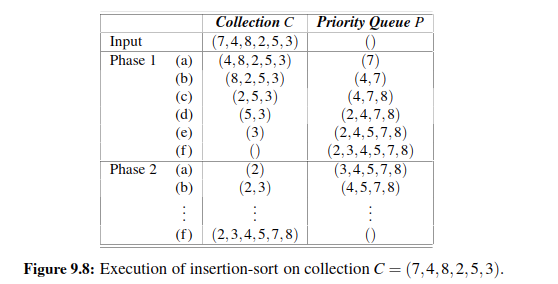 Collection C Priority Queue P
Input (7,4,8,2,5,3) ()
Phase 1 (a) (4,8,2,5,3) (7)
(b) (8,2,5,3) (4,7)
(c) (2,5,3) (4,7,8)
(d) (5,3) (2,4,7,8)
(e) (3) (2,4,5,7,8)
(f) () (2,3,4,5,7,8)
Phase 2 (a) (2) (3,4,5,7,8)
(b) (2,3) (4,5,7,8)
⋮ ⋮ ⋮
(f) (2,3,4,5,7,8) ()
Figure 9.8: Execution of insertion-sort on collection C = (7,4,8,2,5,3).